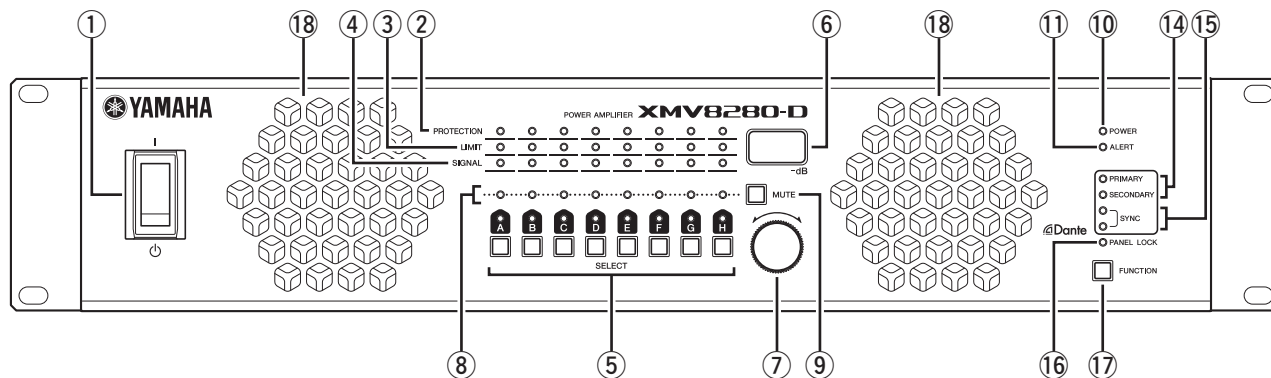 ① ⑱ ④ ③ ② ⑥ ⑱ ⑪ ⑩ ⑭ ⑮
YAMAHA
POWER AMPLIFIER XMV8280-D
PROTECTION
LIMIT
SIGNAL
-dB
MUTE
A B C D E F G H
SELECT
I
⏻
POWER
ALERT
PRIMARY
SECONDARY
SYNC
Dante
PANEL LOCK
FUNCTION
⑧ ⑤ ⑦ ⑨ ⑯ ⑰